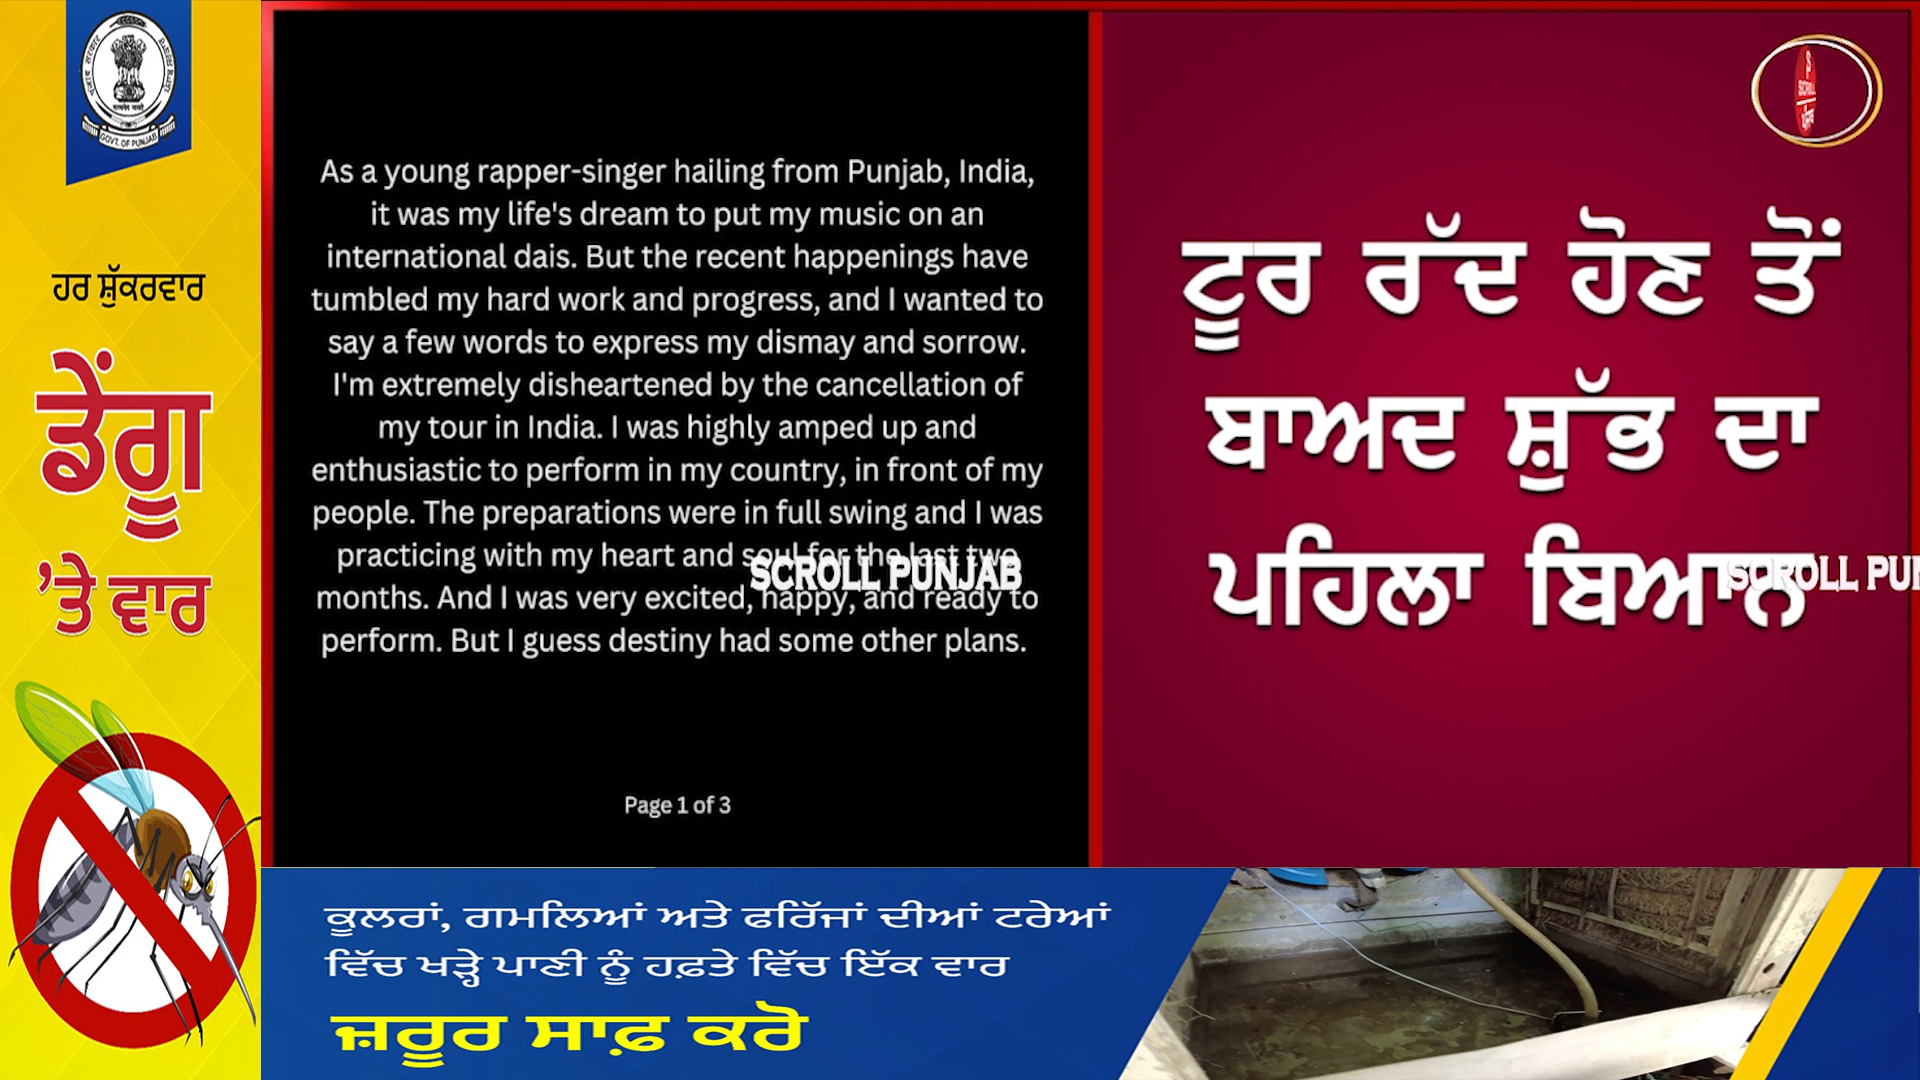 GOVT. OF PUNJAB
ਹਰ ਸ਼ੁੱਕਰਵਾਰ
ਡੇਂਗੂ
’ਤੇ ਵਾਰ
As a young rapper-singer hailing from Punjab, India,
it was my life's dream to put my music on an
international dais. But the recent happenings have
tumbled my hard work and progress, and I wanted to
say a few words to express my dismay and sorrow.
I'm extremely disheartened by the cancellation of
my tour in India. I was highly amped up and
enthusiastic to perform in my country, in front of my
people. The preparations were in full swing and I was
practicing with my heart and soul for the last two
months. And I was very excited, happy, and ready to
perform. But I guess destiny had some other plans.
SCROLL PUNJAB
Page 1 of 3
SCROLL
ਟੂਰ ਰੱਦ ਹੋਣ ਤੋਂ
ਬਾਅਦ ਸ਼ੁੱਭ ਦਾ
ਪਹਿਲਾ ਬਿਆਨ
SCROLL PUN
ਕੂਲਰਾਂ, ਗਮਲਿਆਂ ਅਤੇ ਫਰਿੱਜਾਂ ਦੀਆਂ ਟਰੇਆਂ
ਵਿੱਚ ਖੜ੍ਹੇ ਪਾਣੀ ਨੂੰ ਹਫ਼ਤੇ ਵਿੱਚ ਇੱਕ ਵਾਰ
ਜ਼ਰੂਰ ਸਾਫ਼ ਕਰੋ